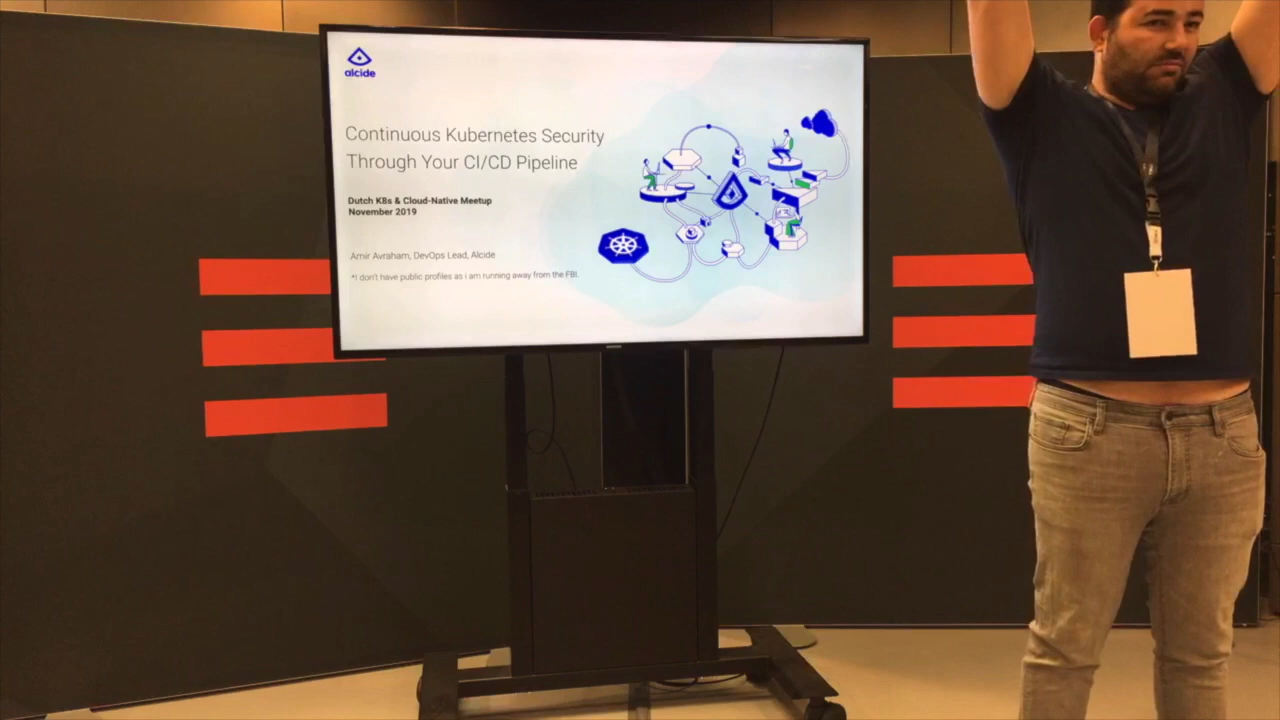 alcide
Continuous Kubernetes Security
Through Your CI/CD Pipeline
Dutch K8s & Cloud-Native Meetup
November 2019
Amir Avraham, DevOps Lead, Alcide
*I don't have public profiles as i am running away from the FBI.